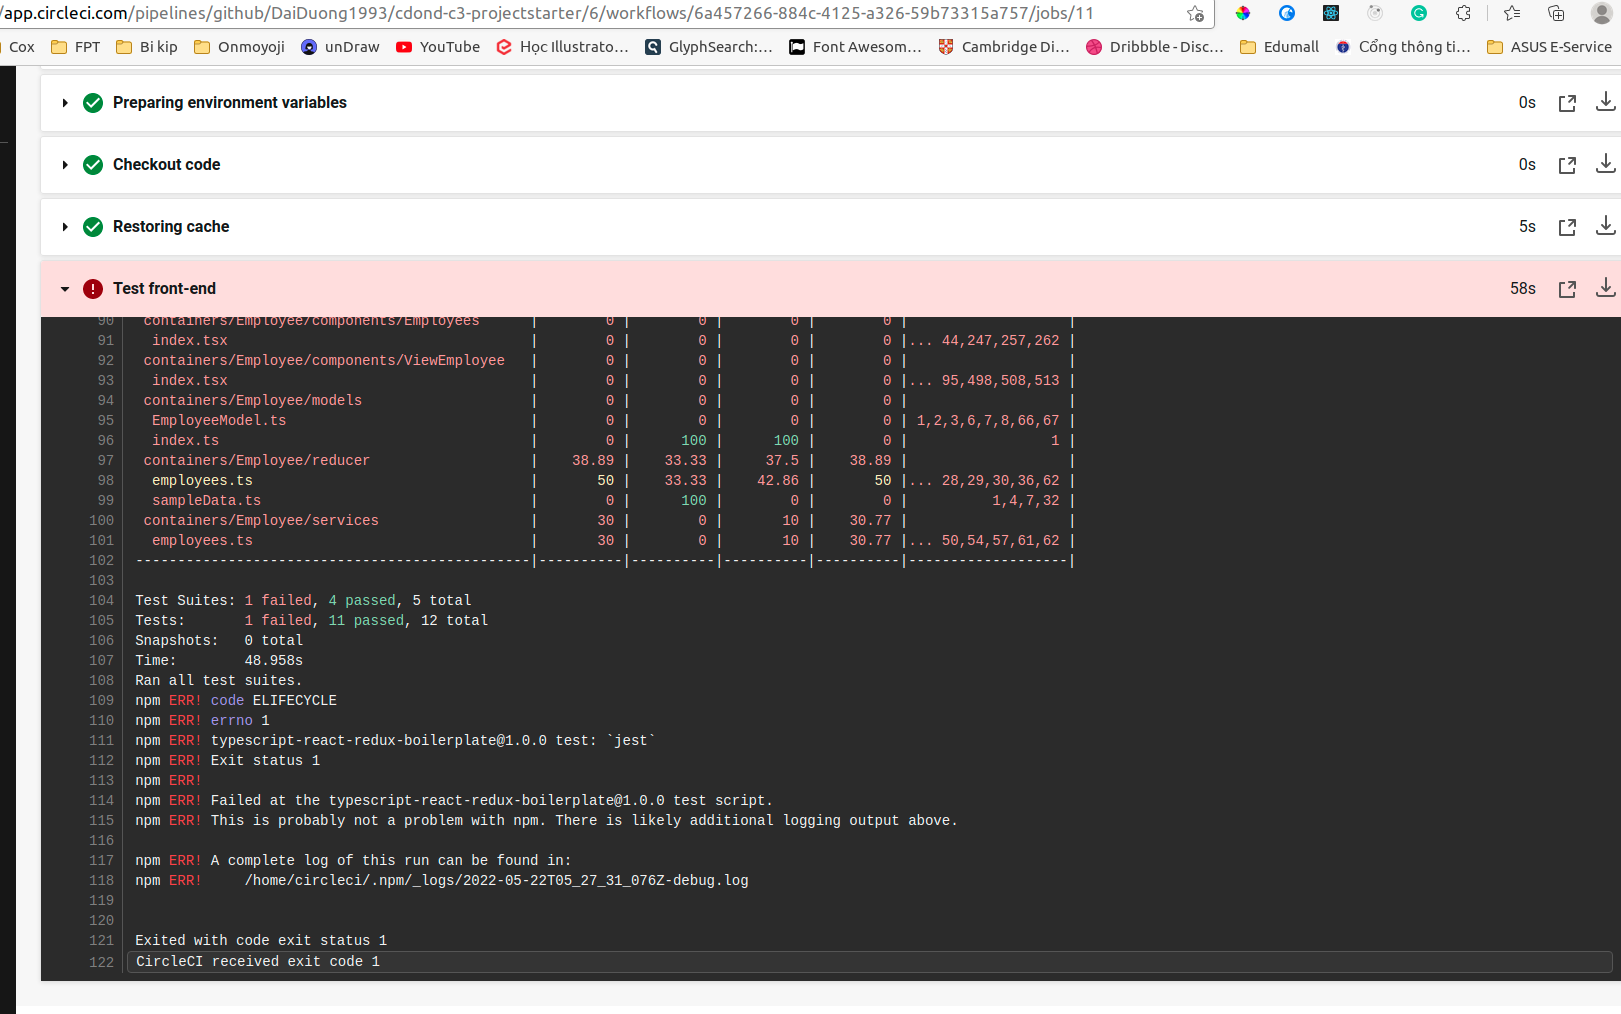 /app.circleci.com/pipelines/github/DaiDuong1993/cdond-c3-projectstarter/6/workflows/6a457266-884c-4125-a326-59b73315a757/jobs/11
Cox FPT Bi kip Onmoyoji unDraw YouTube Học Illustrato... GlyphSearch:... Font Awesom... Cambridge Di... Dribbble - Disc... Edumall Cổng thông ti... ASUS E-Service
Preparing environment variables 0s
Checkout code 0s
Restoring cache 5s
! Test front-end 58s
90 containers/Employee/components/Employees | 0 | 0 | 0 | 0 | |
91 index.tsx | 0 | 0 | 0 | 0 |... 44,247,257,262 |
92 containers/Employee/components/ViewEmployee | 0 | 0 | 0 | 0 | |
93 index.tsx | 0 | 0 | 0 | 0 |... 95,498,508,513 |
94 containers/Employee/models | 0 | 0 | 0 | 0 | |
95 EmployeeModel.ts | 0 | 0 | 0 | 0 | 1,2,3,6,7,8,66,67 |
96 index.ts | 0 | 100 | 100 | 0 | 1 |
97 containers/Employee/reducer | 38.89 | 33.33 | 37.5 | 38.89 | |
98 employees.ts | 50 | 33.33 | 42.86 | 50 |... 28,29,30,36,62 |
99 sampleData.ts | 0 | 100 | 0 | 0 | 1,4,7,32 |
100 containers/Employee/services | 30 | 0 | 10 | 30.77 | |
101 employees.ts | 30 | 0 | 10 | 30.77 |... 50,54,57,61,62 |
102 -----------------------------------------------|----------|----------|----------|----------|-------------------|
103
104 Test Suites: 1 failed, 4 passed, 5 total
105 Tests: 1 failed, 11 passed, 12 total
106 Snapshots: 0 total
107 Time: 48.958s
108 Ran all test suites.
109 npm ERR! code ELIFECYCLE
110 npm ERR! errno 1
111 npm ERR! typescript-react-redux-boilerplate@1.0.0 test: `jest`
112 npm ERR! Exit status 1
113 npm ERR!
114 npm ERR! Failed at the typescript-react-redux-boilerplate@1.0.0 test script.
115 npm ERR! This is probably not a problem with npm. There is likely additional logging output above.
116
117 npm ERR! A complete log of this run can be found in:
118 npm ERR! /home/circleci/.npm/_logs/2022-05-22T05_27_31_076Z-debug.log
119
120
121 Exited with code exit status 1
122 CircleCI received exit code 1